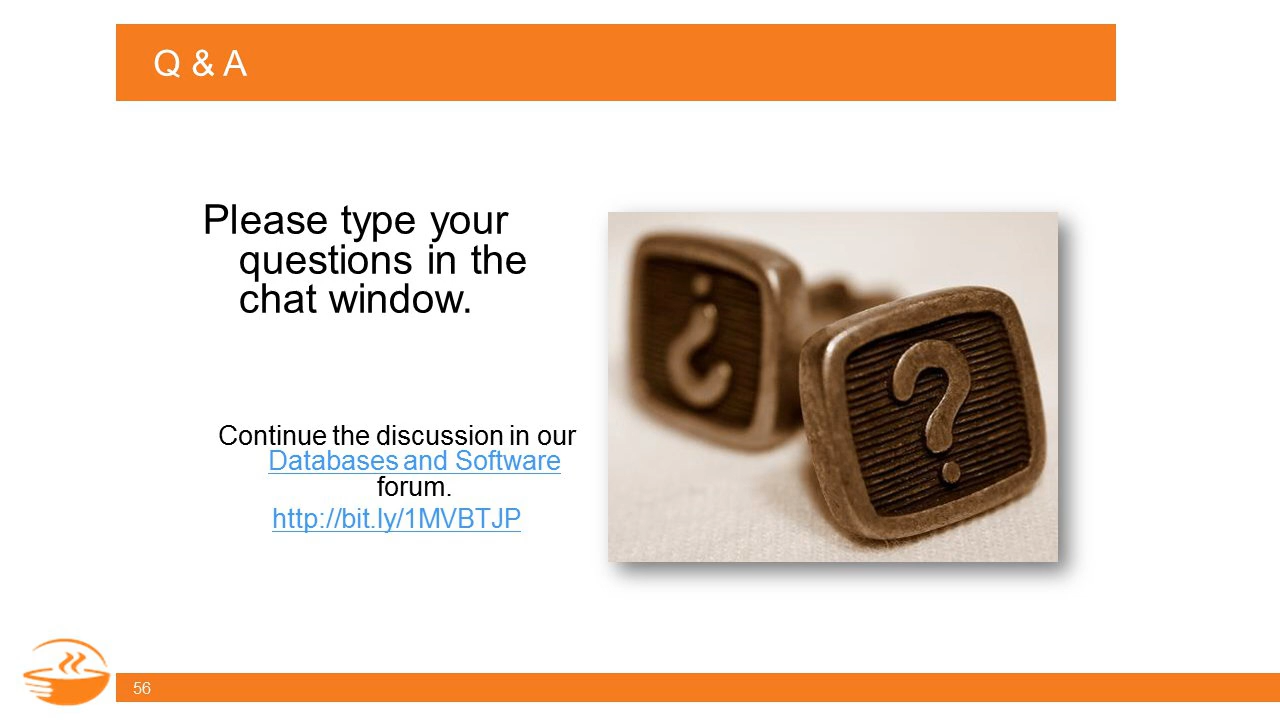 Q & A
Please type your
questions in the
chat window.
Continue the discussion in our
Databases and Software
forum.
http://bit.ly/1MVBTJP
¿
?
56